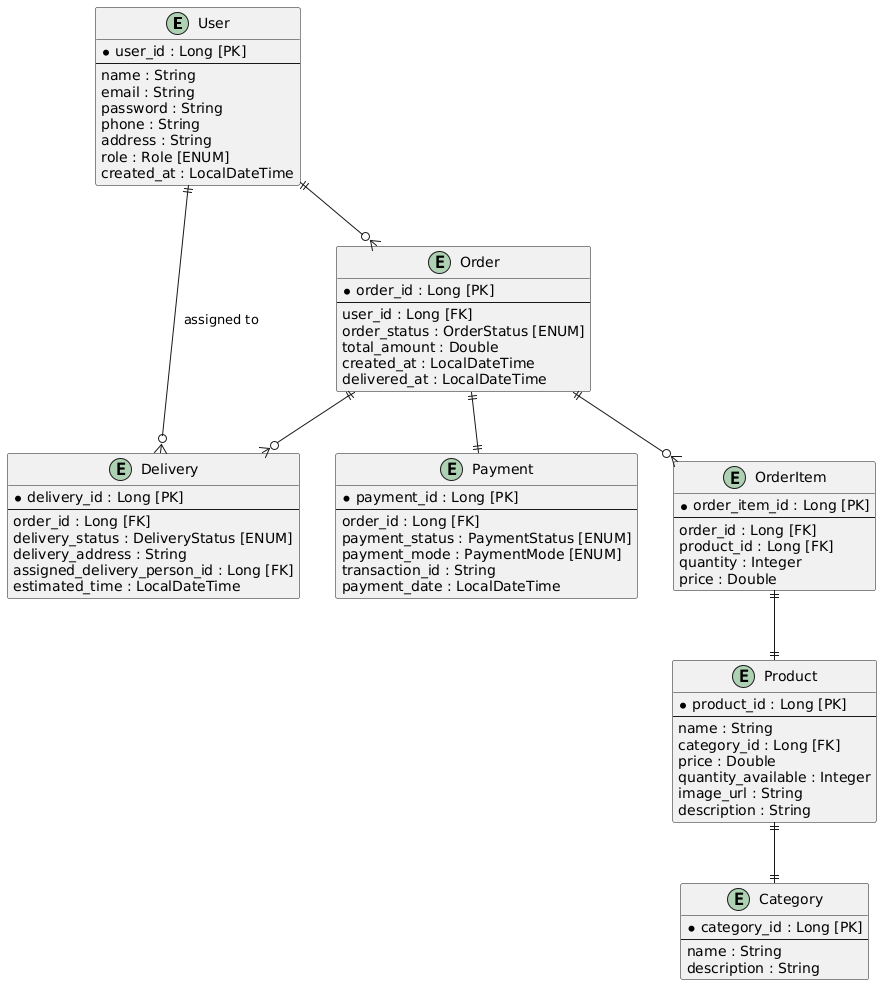 E User
* user_id : Long [PK]
name : String
email : String
password : String
phone : String
address : String
role : Role [ENUM]
created_at : LocalDateTime
assigned to
E Order
* order_id : Long [PK]
user_id : Long [FK]
order_status : OrderStatus [ENUM]
total_amount : Double
created_at : LocalDateTime
delivered_at : LocalDateTime
E Delivery
* delivery_id : Long [PK]
order_id : Long [FK]
delivery_status : DeliveryStatus [ENUM]
delivery_address : String
assigned_delivery_person_id : Long [FK]
estimated_time : LocalDateTime
E Payment
* payment_id : Long [PK]
order_id : Long [FK]
payment_status : PaymentStatus [ENUM]
payment_mode : PaymentMode [ENUM]
transaction_id : String
payment_date : LocalDateTime
E OrderItem
* order_item_id : Long [PK]
order_id : Long [FK]
product_id : Long [FK]
quantity : Integer
price : Double
E Product
* product_id : Long [PK]
name : String
category_id : Long [FK]
price : Double
quantity_available : Integer
image_url : String
description : String
E Category
* category_id : Long [PK]
name : String
description : String